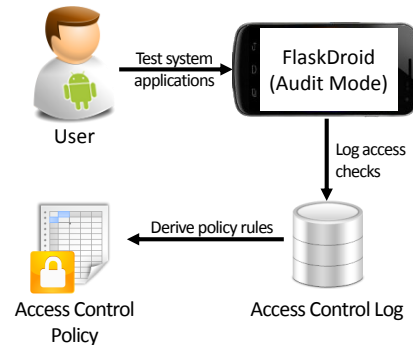 Test system
applications
FlaskDroid
(Audit Mode)
User
Log access
checks
Derive policy rules
Access Control
Policy
Access Control Log